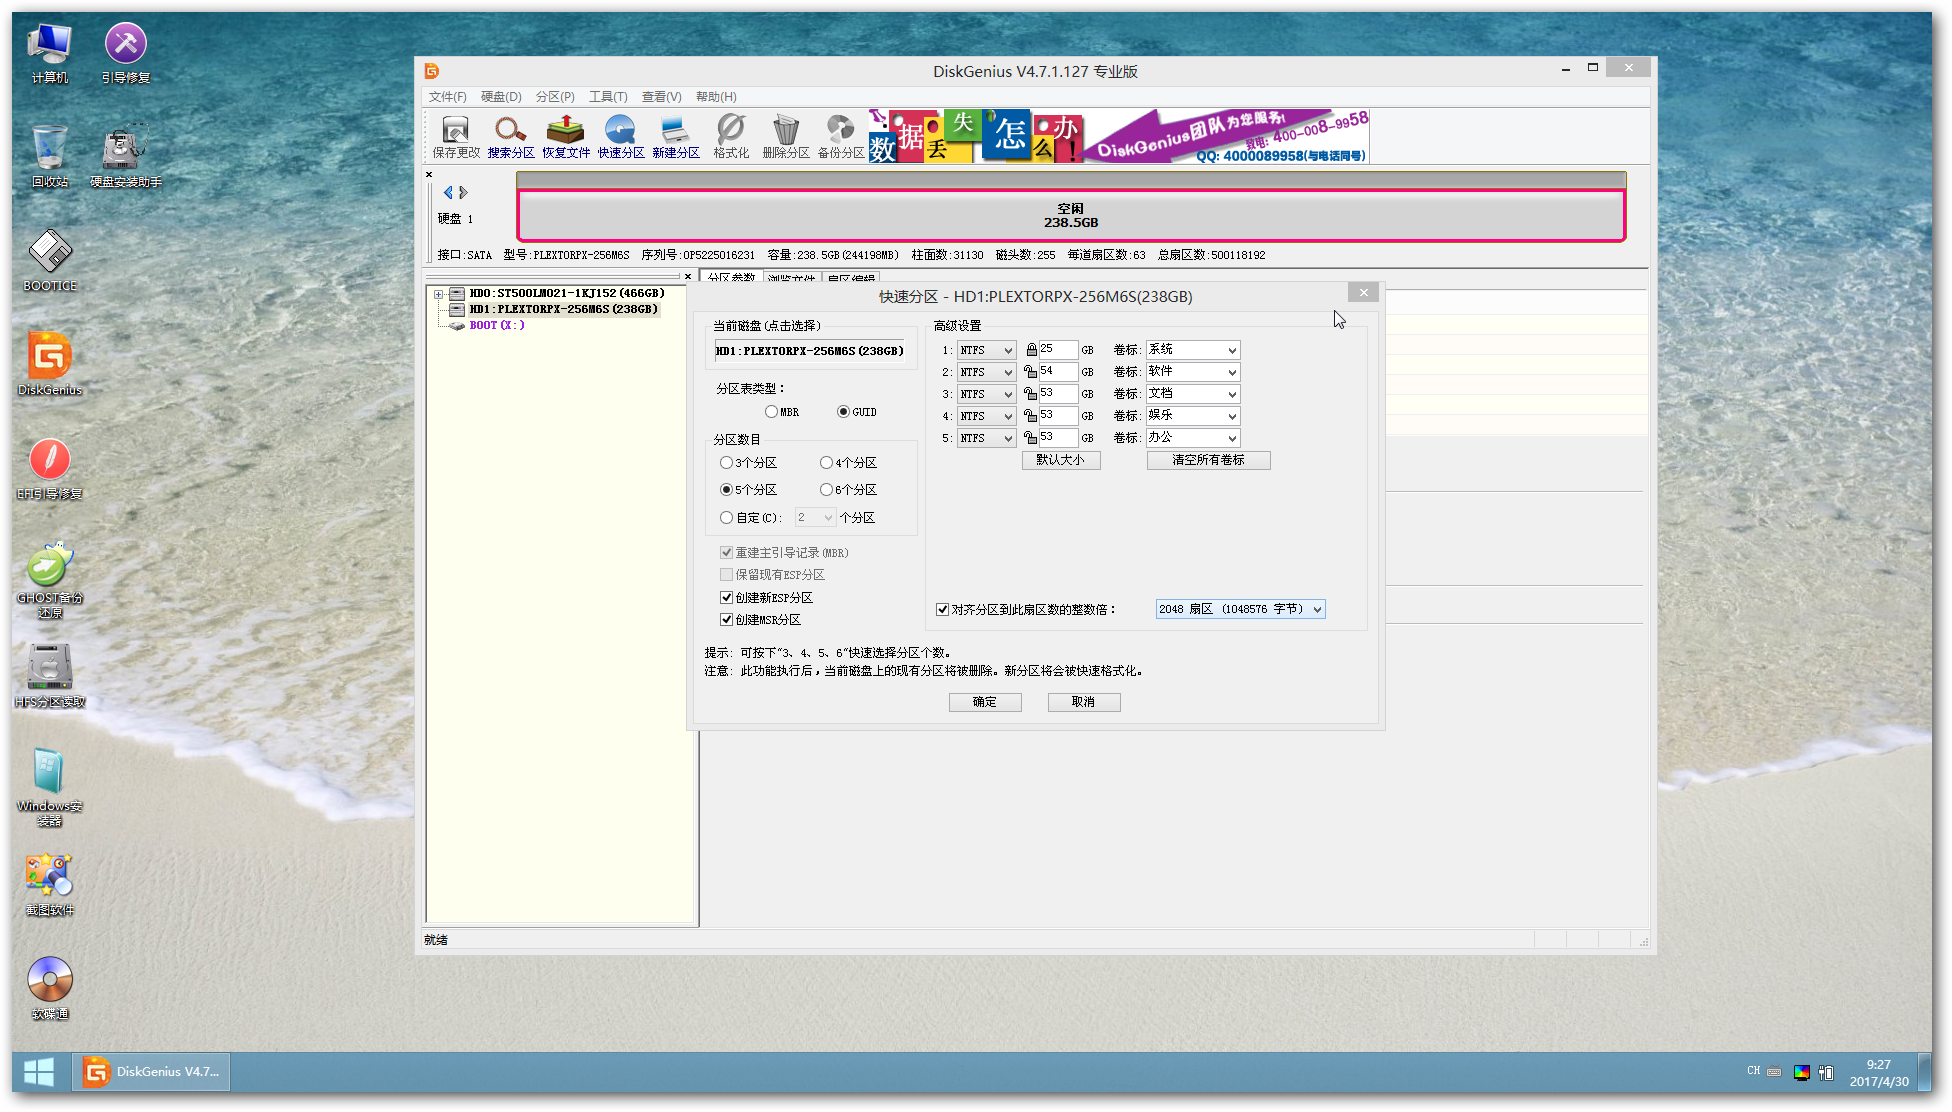 计算机
引导修复
回收站
硬盘安装助手
BOOTICE
DiskGenius
EFI引导修复
GHOST备份
还原
HFS分区读取
Windows安
装器
截图软件
软碟通
DiskGenius V4.7.1.127 专业版
文件(F) 硬盘(D) 分区(P) 工具(T) 查看(V) 帮助(H)
保存更改 搜索分区 恢复文件 快速分区 新建分区 格式化 删除分区 备份分区
数据丢失怎么办!
DiskGenius团队为您服务!
致电: 400-008-9958
QQ: 4000089958(与电话同号)
硬盘 1
空闲
238.5GB
接口:SATA 型号:PLEXTORPX-256M6S 序列号:OP5225016231 容量:238.5GB(244198MB) 柱面数:31130 磁头数:255 每道扇区数:63 总扇区数:500118192
分区参数 浏览文件 扇区编辑
HD0:ST500LM021-1KJ152(466GB)
HD1:PLEXTORPX-256M6S(238GB)
BOOT(X:)
快速分区 - HD1:PLEXTORPX-256M6S(238GB)
当前磁盘(点击选择)
HD1:PLEXTORPX-256M6S(238GB)
分区表类型：
MBR GUID
分区数目
3个分区 4个分区
5个分区 6个分区
自定(C): 2 个分区
重建主引导记录(MBR)
保留现有ESP分区
创建新ESP分区
创建MSR分区
高级设置
1: NTFS 25 GB 卷标: 系统
2: NTFS 54 GB 卷标: 软件
3: NTFS 53 GB 卷标: 文档
4: NTFS 53 GB 卷标: 娱乐
5: NTFS 53 GB 卷标: 办公
默认大小 清空所有卷标
对齐分区到此扇区数的整数倍： 2048 扇区 (1048576 字节)
提示: 可按下"3、4、5、6"快速选择分区个数。
注意: 此功能执行后，当前磁盘上的现有分区将被删除。新分区将会被快速格式化。
确定 取消
就绪
DiskGenius V4.7...
CH
9:27
2017/4/30